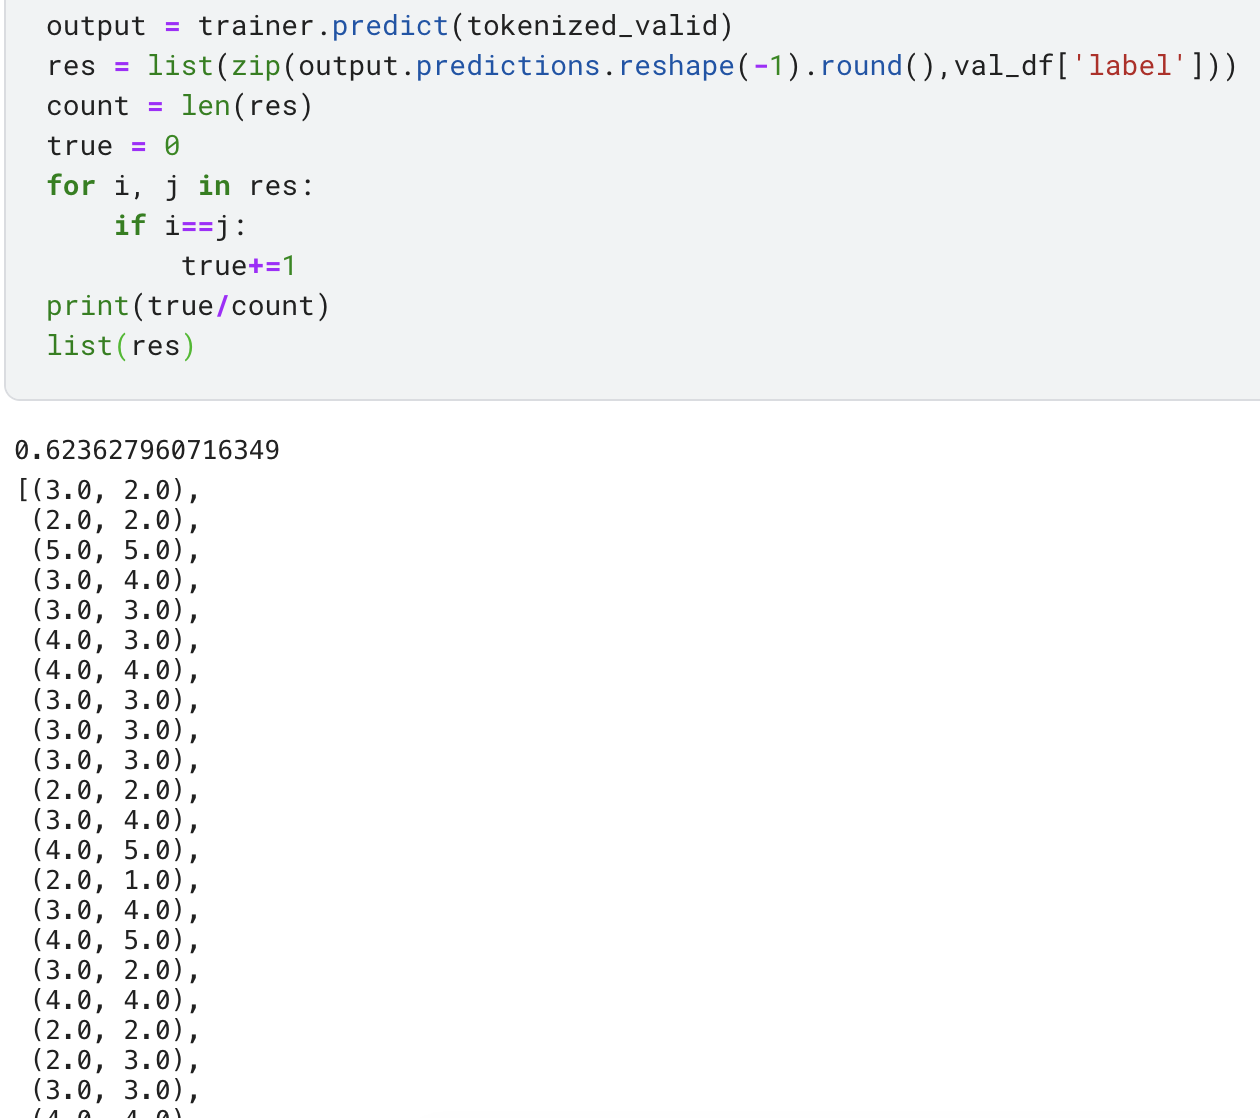 output = trainer.predict(tokenized_valid)
res = list(zip(output.predictions.reshape(-1).round(),val_df['label']))
count = len(res)
true = 0
for i, j in res:
    if i==j:
        true+=1
print(true/count)
list(res)
0.623627960716349
[(3.0, 2.0),
 (2.0, 2.0),
 (5.0, 5.0),
 (3.0, 4.0),
 (3.0, 3.0),
 (4.0, 3.0),
 (4.0, 4.0),
 (3.0, 3.0),
 (3.0, 3.0),
 (3.0, 3.0),
 (2.0, 2.0),
 (3.0, 4.0),
 (4.0, 5.0),
 (2.0, 1.0),
 (3.0, 4.0),
 (4.0, 5.0),
 (3.0, 2.0),
 (4.0, 4.0),
 (2.0, 2.0),
 (2.0, 3.0),
 (3.0, 3.0),